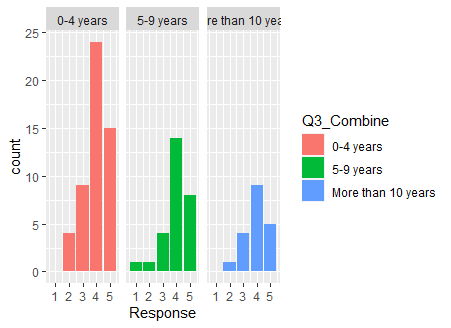 0-4 years 5-9 years re than 10 yea
25
20
15
10
5
0
count
1 2 3 4 5 1 2 3 4 5 1 2 3 4 5
Response
Q3_Combine
0-4 years
5-9 years
More than 10 years